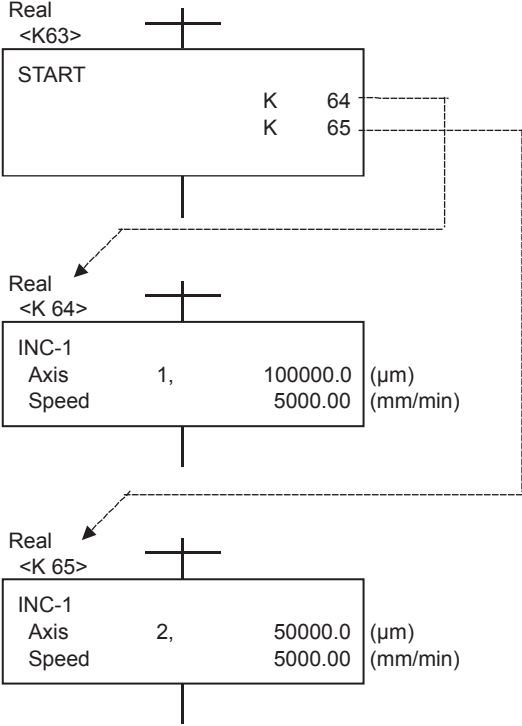 Real
<K63>
START
K 64
K 65
Real
<K 64>
INC-1
Axis 1, 100000.0 (µm)
Speed 5000.00 (mm/min)
Real
<K 65>
INC-1
Axis 2, 50000.0 (µm)
Speed 5000.00 (mm/min)